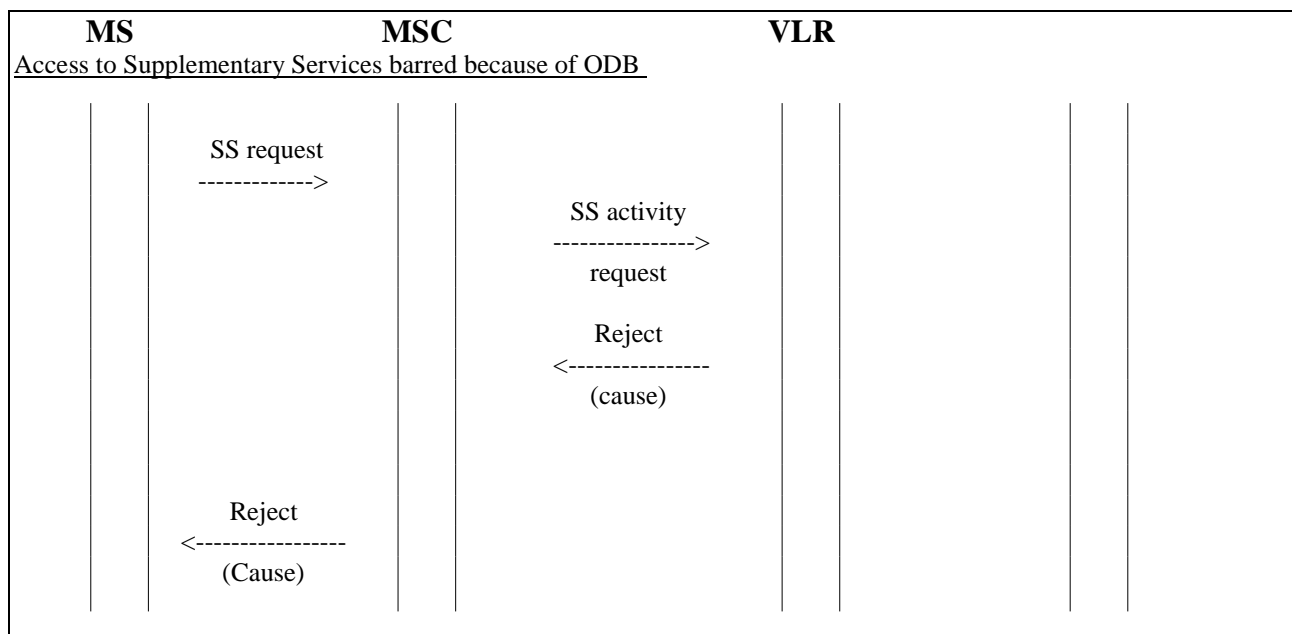 MS MSC VLR
Access to Supplementary Services barred because of ODB
SS request
------------->
SS activity
---------------->
request
Reject
<----------------
(cause)
Reject
<-----------------
(Cause)